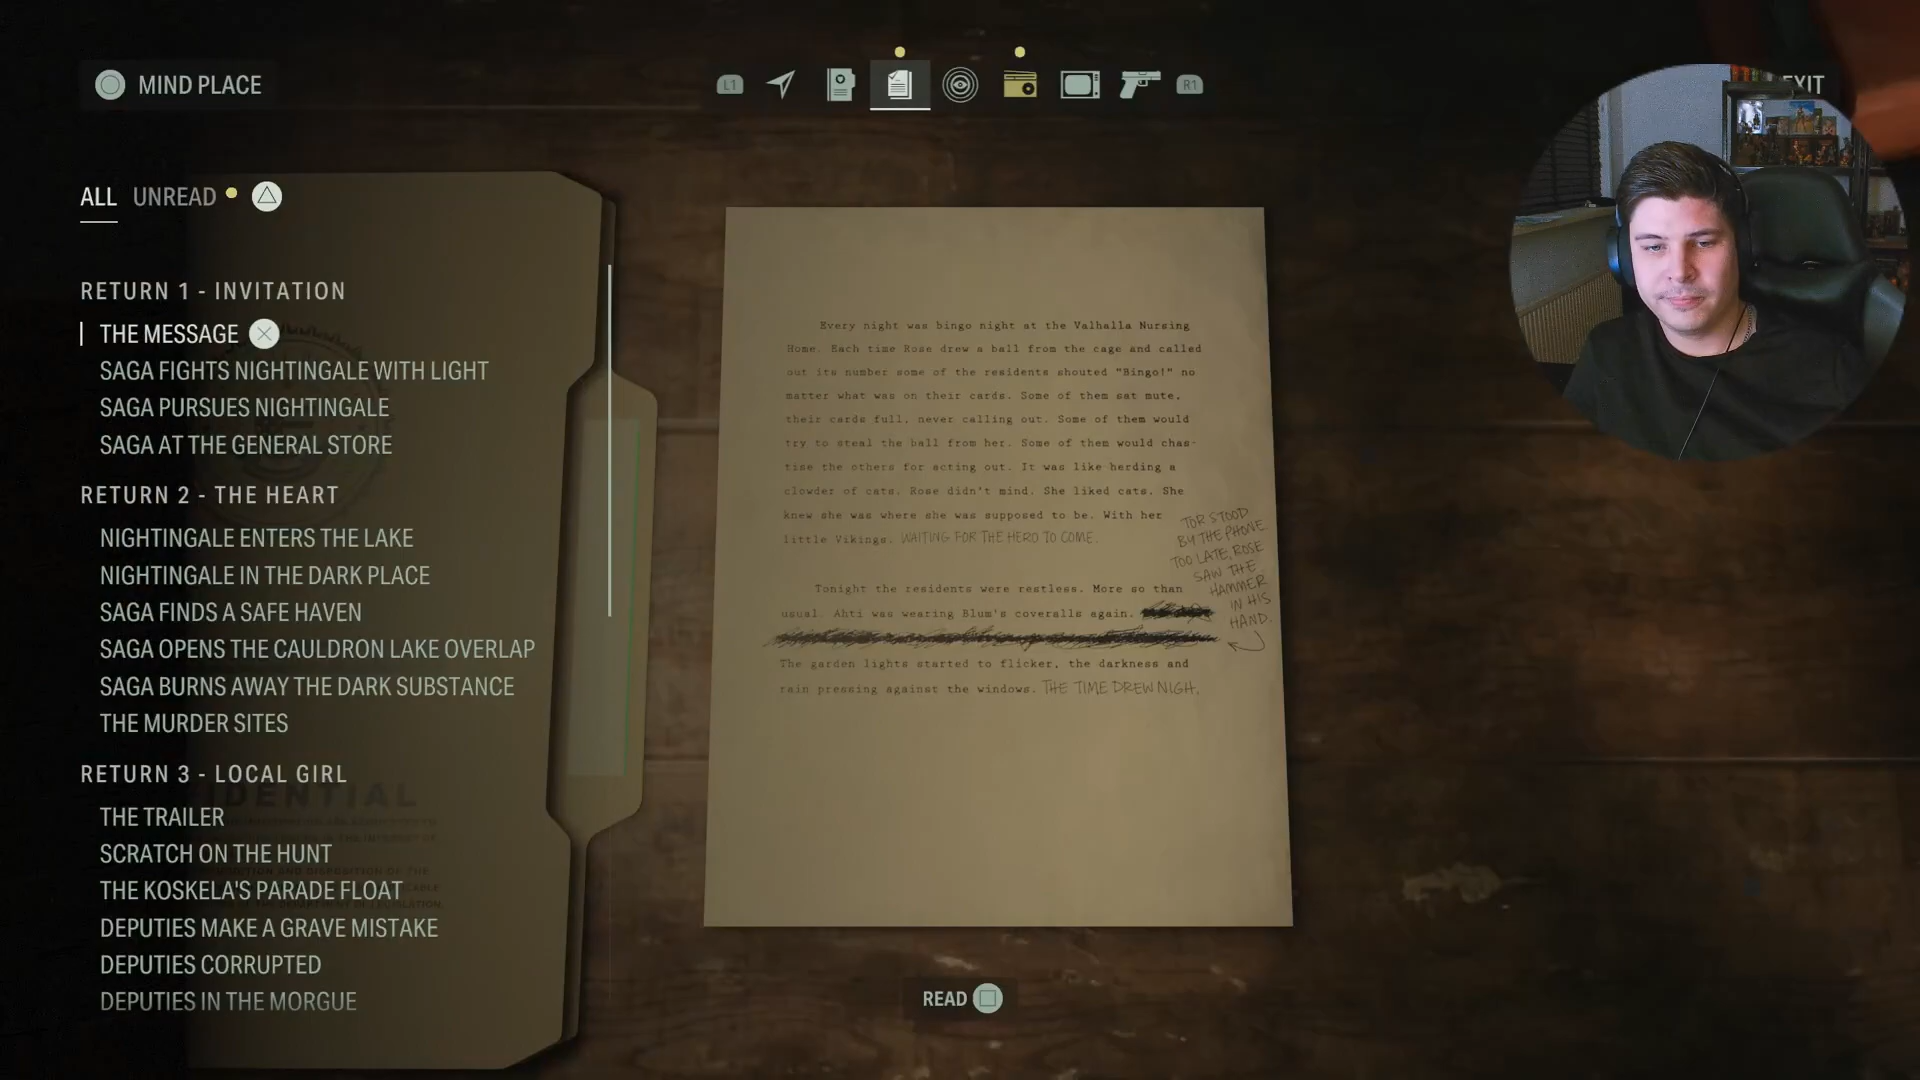 MIND PLACE
L1
R1
EXIT
ALL UNREAD
RETURN 1 - INVITATION
THE MESSAGE
SAGA FIGHTS NIGHTINGALE WITH LIGHT
SAGA PURSUES NIGHTINGALE
SAGA AT THE GENERAL STORE
RETURN 2 - THE HEART
NIGHTINGALE ENTERS THE LAKE
NIGHTINGALE IN THE DARK PLACE
SAGA FINDS A SAFE HAVEN
SAGA OPENS THE CAULDRON LAKE OVERLAP
SAGA BURNS AWAY THE DARK SUBSTANCE
THE MURDER SITES
RETURN 3 - LOCAL GIRL
THE TRAILER
SCRATCH ON THE HUNT
THE KOSKELA'S PARADE FLOAT
DEPUTIES MAKE A GRAVE MISTAKE
DEPUTIES CORRUPTED
DEPUTIES IN THE MORGUE
Every night was bingo night at the Valhalla Nursing
Home. Each time Rose drew a ball from the cage and called
out its number some of the residents shouted "Bingo!" no
matter what was on their cards. Some of them sat mute,
their cards full, never calling out. Some of them would
try to steal the ball from her. Some of them would chas-
tise the others for acting out. It was like herding a
clowder of cats. Rose didn't mind. She liked cats. She
knew she was where she was supposed to be. With her
little Vikings. WAITING FOR THE HERO TO COME.
Tonight the residents were restless. More so than
usual. Ahti was wearing Blum's coveralls again.
The garden lights started to flicker, the darkness and
rain pressing against the windows. THE TIME DREW NIGH.
TOR STOOD
BY THE PHONE
TOO LATE, ROSE
SAW THE
HAMMER
IN HIS
HAND.
READ